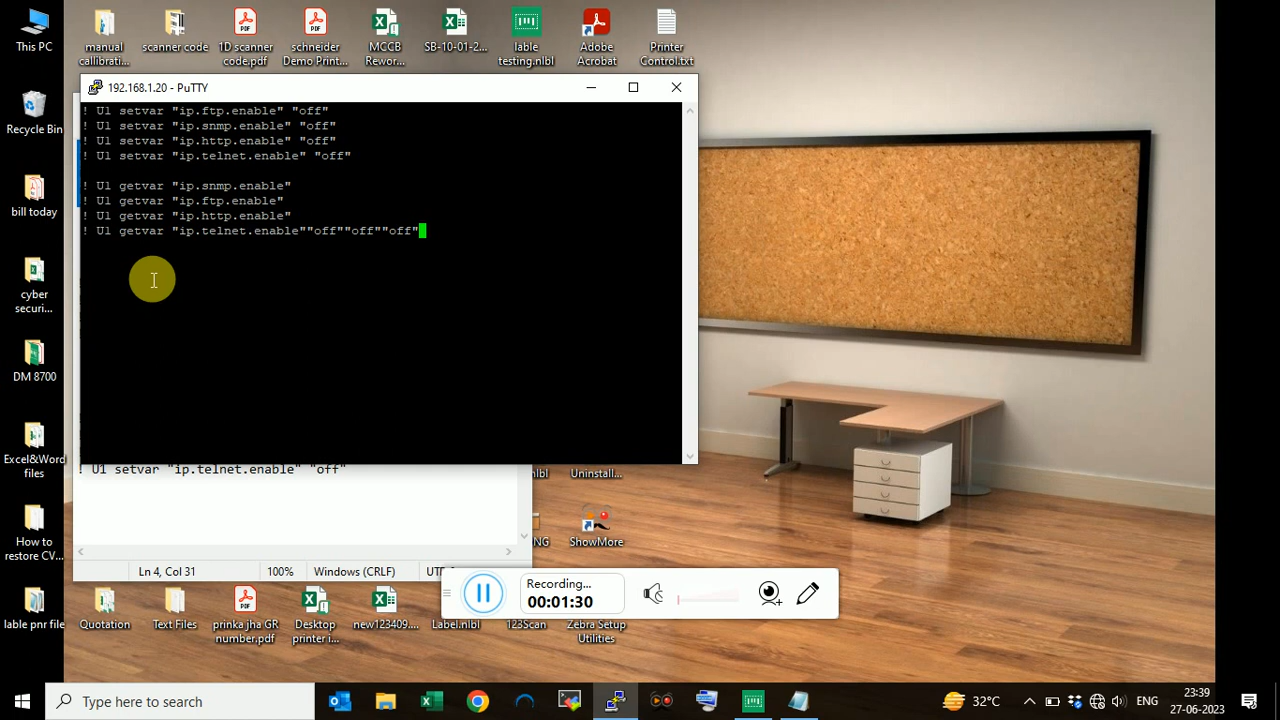 This PC
manual
callibrati...
scanner code
1D scanner
code.pdf
schneider
Demo Print...
MCCB
Rewor...
SB-10-01-2...
lable
testing.nlbl
Adobe
Acrobat
Printer
Control.txt
192.168.1.20 - PuTTY
! U1 setvar "ip.ftp.enable" "off"
! U1 setvar "ip.snmp.enable" "off"
! U1 setvar "ip.http.enable" "off"
! U1 setvar "ip.telnet.enable" "off"
! U1 getvar "ip.snmp.enable"
! U1 getvar "ip.ftp.enable"
! U1 getvar "ip.http.enable"
! U1 getvar "ip.telnet.enable""off""off""off"
Recycle Bin
bill today
cyber
securi...
DM 8700
Excel&Word
files
How to
restore CV...
lable pnr file
! U1 setvar "ip.telnet.enable" "off"
nlbl
Uninstall...
NG
ShowMore
Ln 4, Col 31
100%
Windows (CRLF)
UTF
Recording...
00:01:30
Quotation
Text Files
prinka jha GR
number.pdf
Desktop
printer i...
new123409....
Label.nlbl
123Scan
Zebra Setup
Utilities
Type here to search
32°C
ENG
23:39
27-06-2023